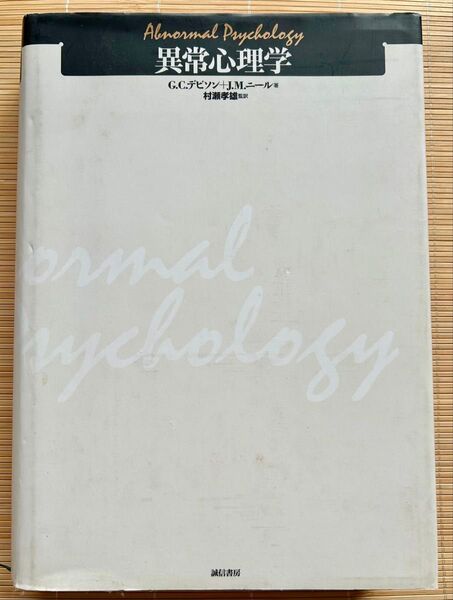 Abnormal Psychology
異常心理学
G.C.デビソン+J.M.ニール/著
村瀬孝雄監訳
ormal
sychology
誠信書房